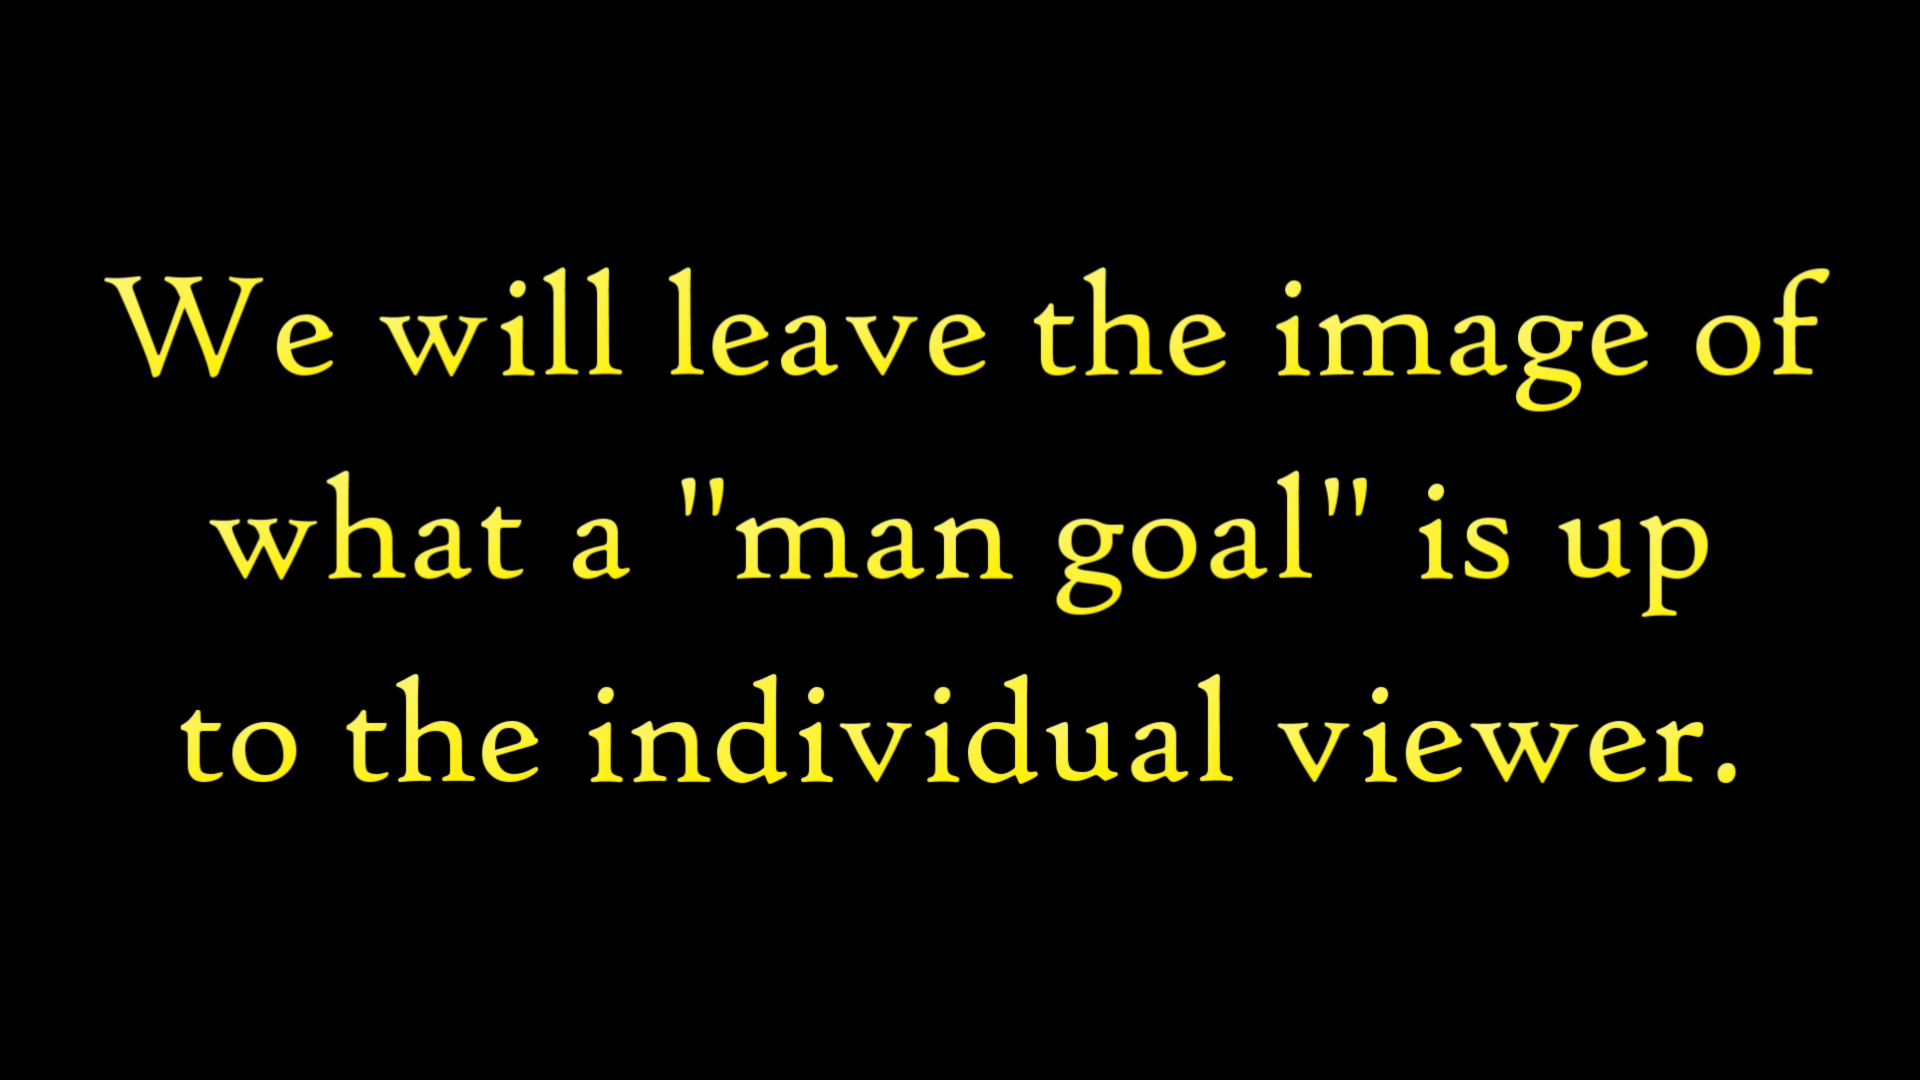 We will leave the image of
what a "man goal" is up
to the individual viewer.